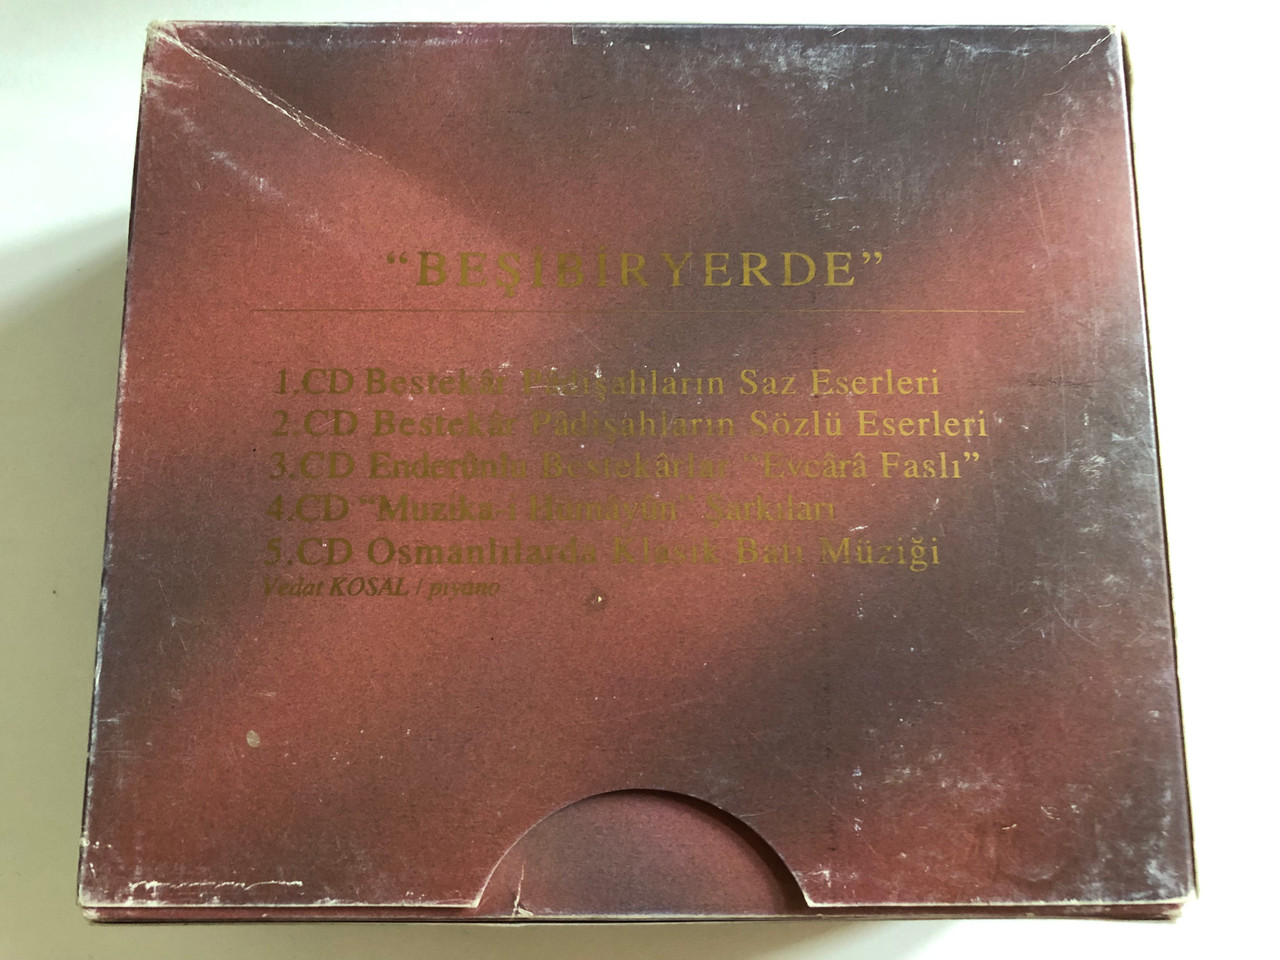 “BEŞİBİRYERDE”
1.CD Bestekâr Pâdişahların Saz Eserleri
2.CD Bestekâr Pâdişahların Sözlü Eserleri
3.CD Enderûnlu Bestekârlar “Evcârâ Faslı”
4.CD “Muzika-i Hümâyûn” Şarkıları
5.CD Osmanlılarda Klasik Batı Müziği
Vedat KOSAL / piyano